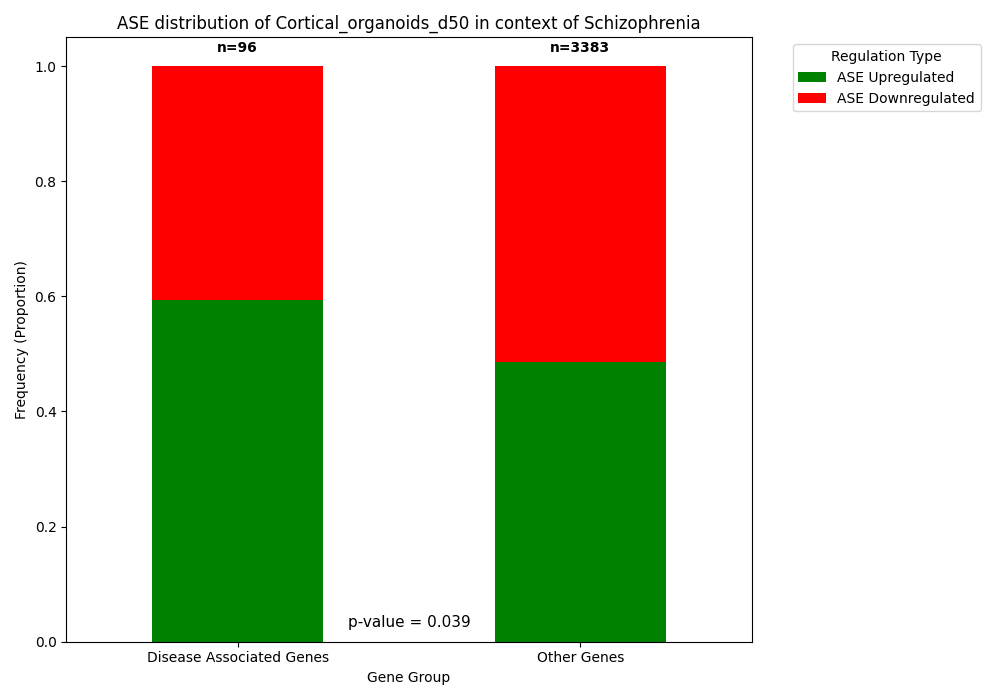 ASE distribution of Cortical_organoids_d50 in context of Schizophrenia
n=96
n=3383
Regulation Type
ASE Upregulated
ASE Downregulated
Frequency (Proportion)
1.0
0.8
0.6
0.4
0.2
0.0
p-value = 0.039
Disease Associated Genes
Other Genes
Gene Group